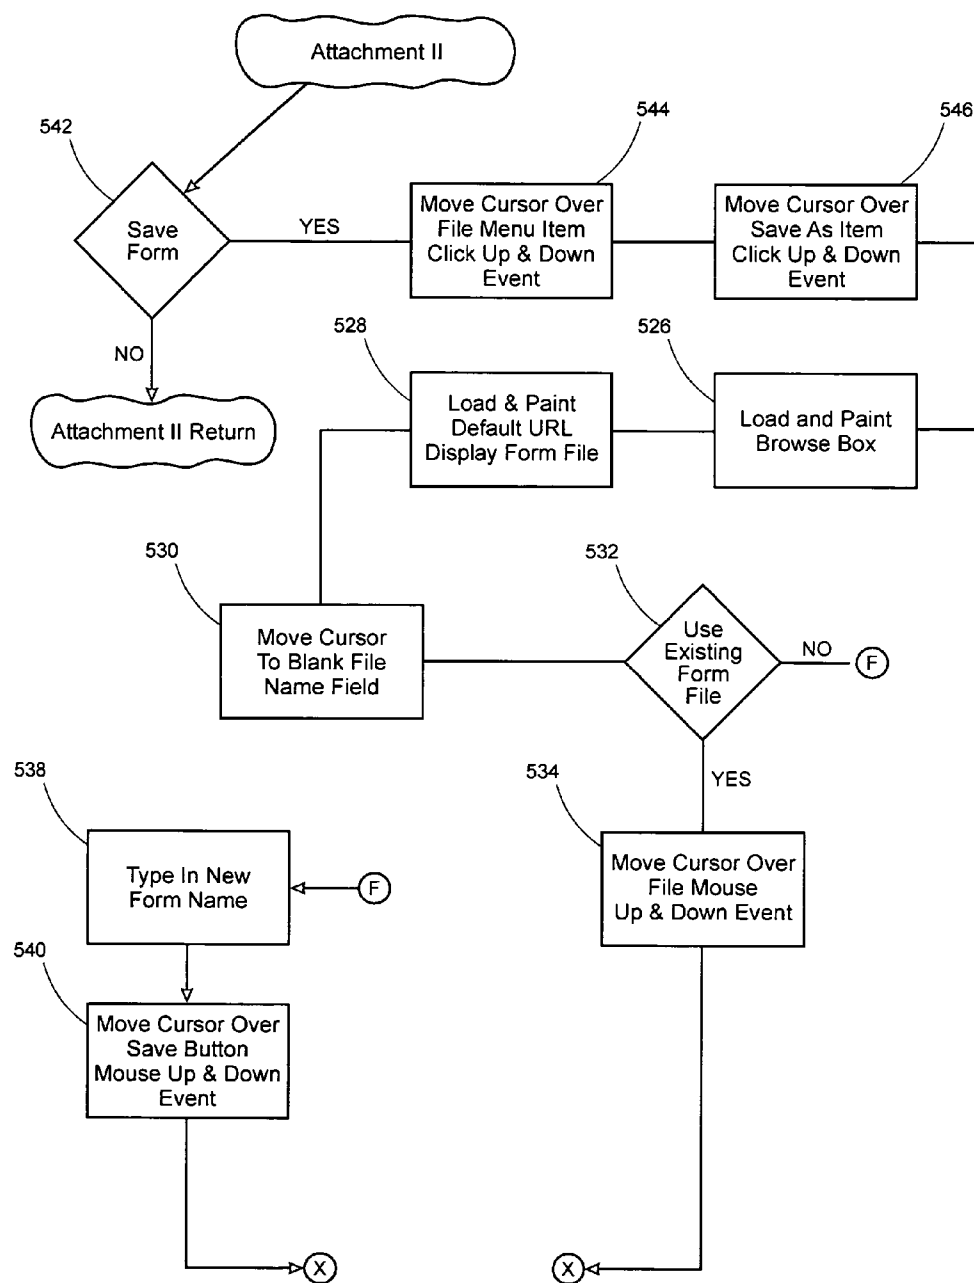 Attachment II
542
544
546
Save
Form
YES
Move Cursor Over
File Menu Item
Click Up & Down
Event
Move Cursor Over
Save As Item
Click Up & Down
Event
NO
Attachment II Return
528
526
Load & Paint
Default URL
Display Form File
Load and Paint
Browse Box
530
532
Move Cursor
To Blank File
Name Field
Use
Existing
Form
File
NO
F
YES
538
534
Type In New
Form Name
F
Move Cursor Over
File Mouse
Up & Down Event
540
Move Cursor Over
Save Button
Mouse Up & Down
Event
X
X